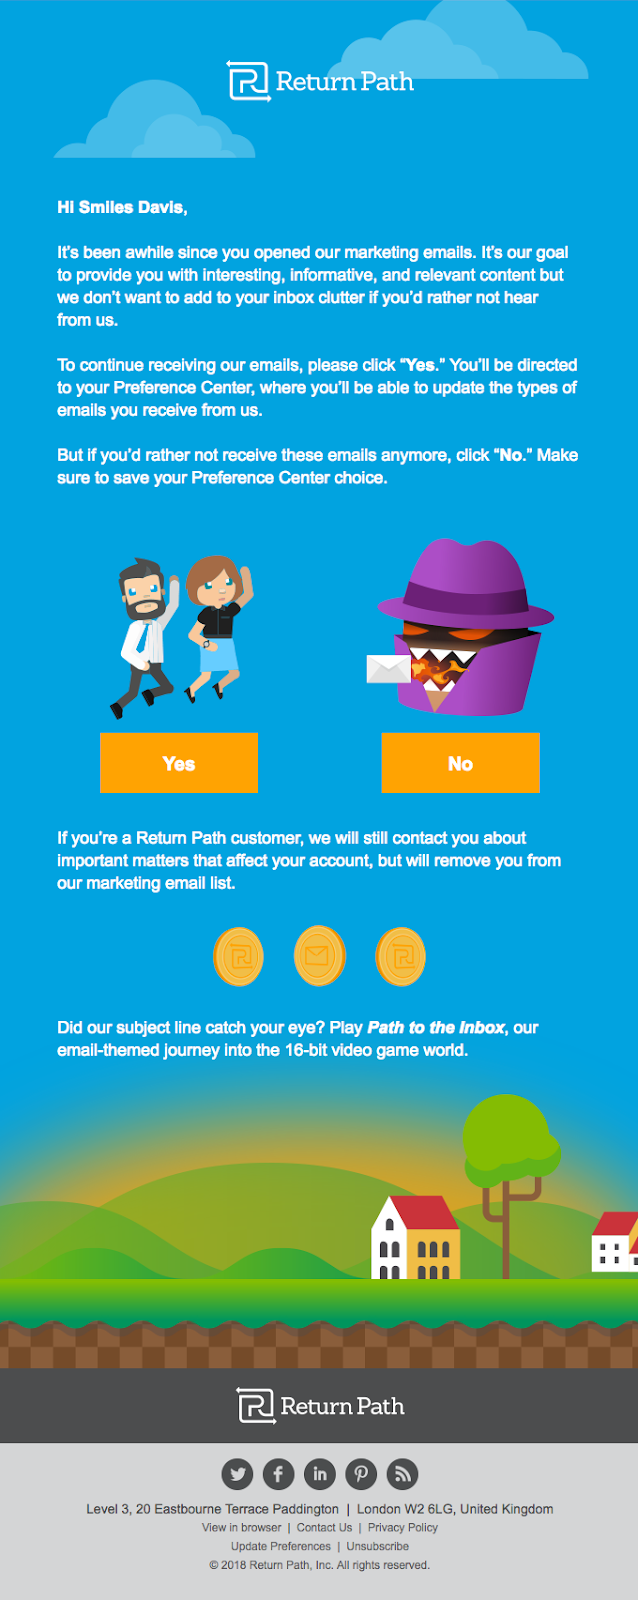 Return Path
Hi Smiles Davis,
It's been awhile since you opened our marketing emails. It's our goal
to provide you with interesting, informative, and relevant content but
we don't want to add to your inbox clutter if you'd rather not hear
from us.
To continue receiving our emails, please click “Yes.” You'll be directed
to your Preference Center, where you'll be able to update the types of
emails you receive from us.
But if you'd rather not receive these emails anymore, click “No.” Make
sure to save your Preference Center choice.
Yes
No
If you're a Return Path customer, we will still contact you about
important matters that affect your account, but will remove you from
our marketing email list.
Did our subject line catch your eye? Play Path to the Inbox, our
email-themed journey into the 16-bit video game world.
Return Path
Level 3, 20 Eastbourne Terrace Paddington | London W2 6LG, United Kingdom
View in browser | Contact Us | Privacy Policy
Update Preferences | Unsubscribe
© 2018 Return Path, Inc. All rights reserved.